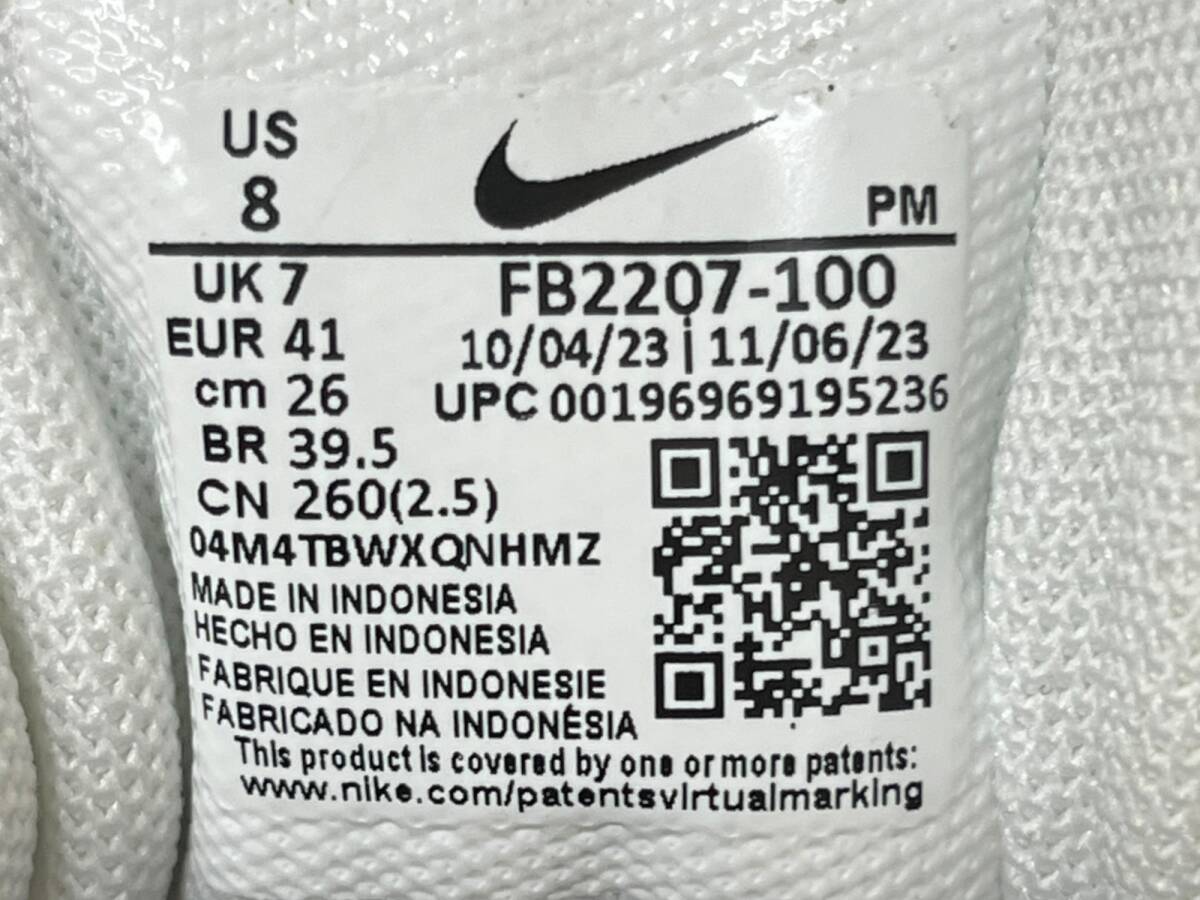 US
8
PM
UK 7
FB2207-100
EUR 41
10/04/23 | 11/06/23
cm 26
UPC 00196969195236
BR 39.5
CN 260(2.5)
04M4TBWXQNHMZ
MADE IN INDONESIA
HECHO EN INDONESIA
FABRIQUE EN INDONESIE
FABRICADO NA INDONÉSIA
This product is covered by one or more patents:
www.nike.com/patentsvirtualmarking